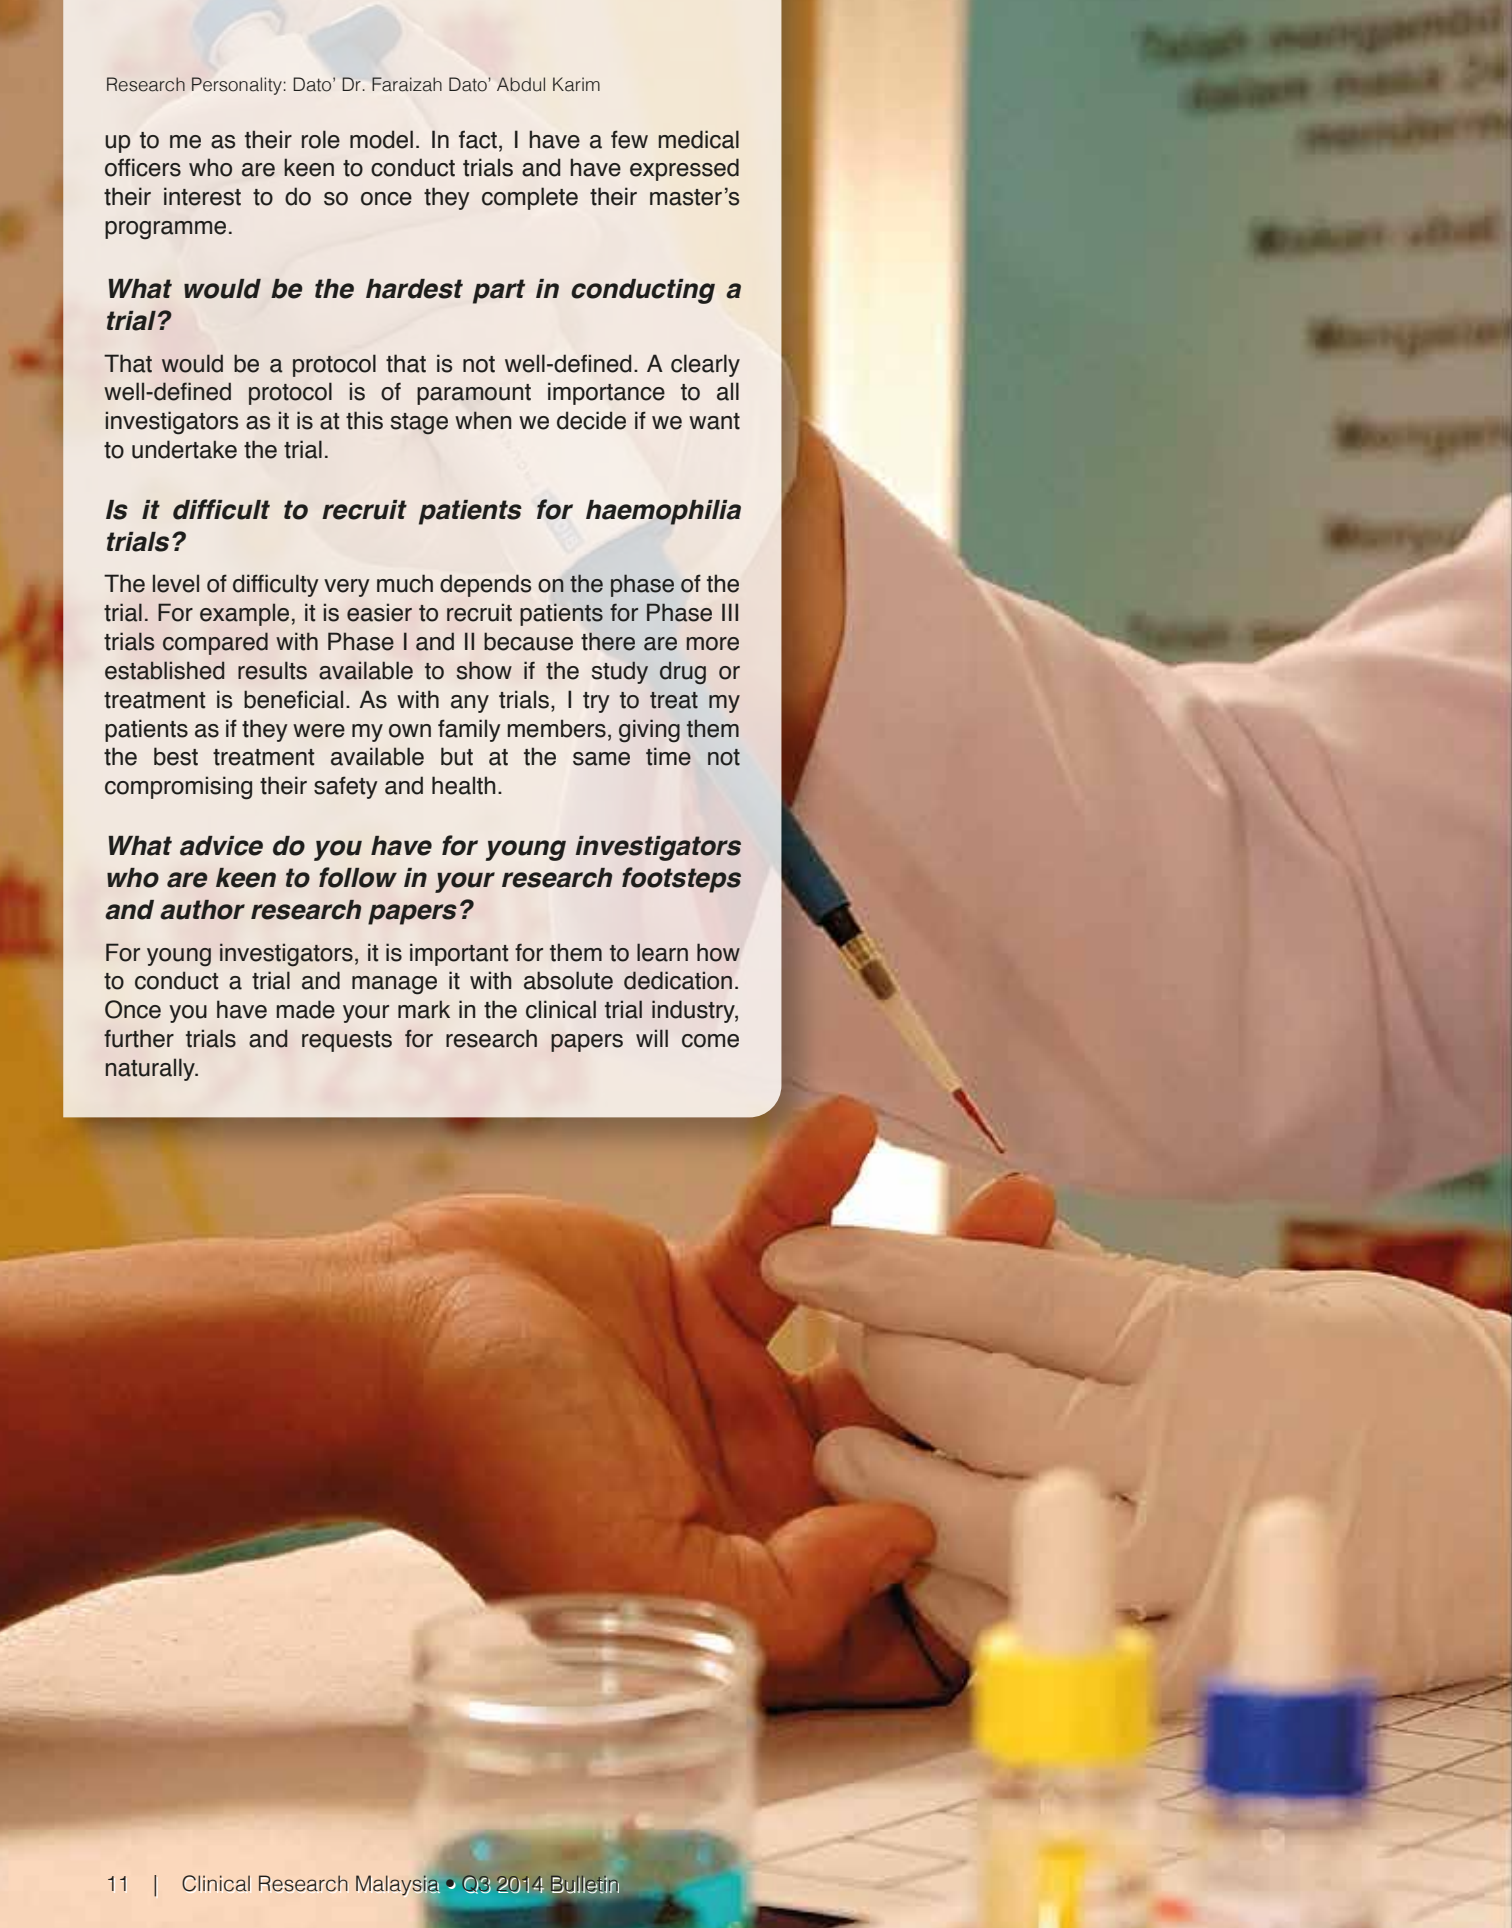 Research Personality: Dato’ Dr. Faraizah Dato’ Abdul Karim
up to me as their role model. In fact, I have a few medical
officers who are keen to conduct trials and have expressed
their interest to do so once they complete their master’s
programme.
What would be the hardest part in conducting a
trial?
That would be a protocol that is not well-defined. A clearly
well-defined protocol is of paramount importance to all
investigators as it is at this stage when we decide if we want
to undertake the trial.
Is it difficult to recruit patients for haemophilia
trials?
The level of difficulty very much depends on the phase of the
trial. For example, it is easier to recruit patients for Phase III
trials compared with Phase I and II because there are more
established results available to show if the study drug or
treatment is beneficial. As with any trials, I try to treat my
patients as if they were my own family members, giving them
the best treatment available but at the same time not
compromising their safety and health.
What advice do you have for young investigators
who are keen to follow in your research footsteps
and author research papers?
For young investigators, it is important for them to learn how
to conduct a trial and manage it with absolute dedication.
Once you have made your mark in the clinical trial industry,
further trials and requests for research papers will come
naturally.
Telah mengambil
dalam masa 24
Makan ubat
11 | Clinical Research Malaysia • Q3 2014 Bulletin